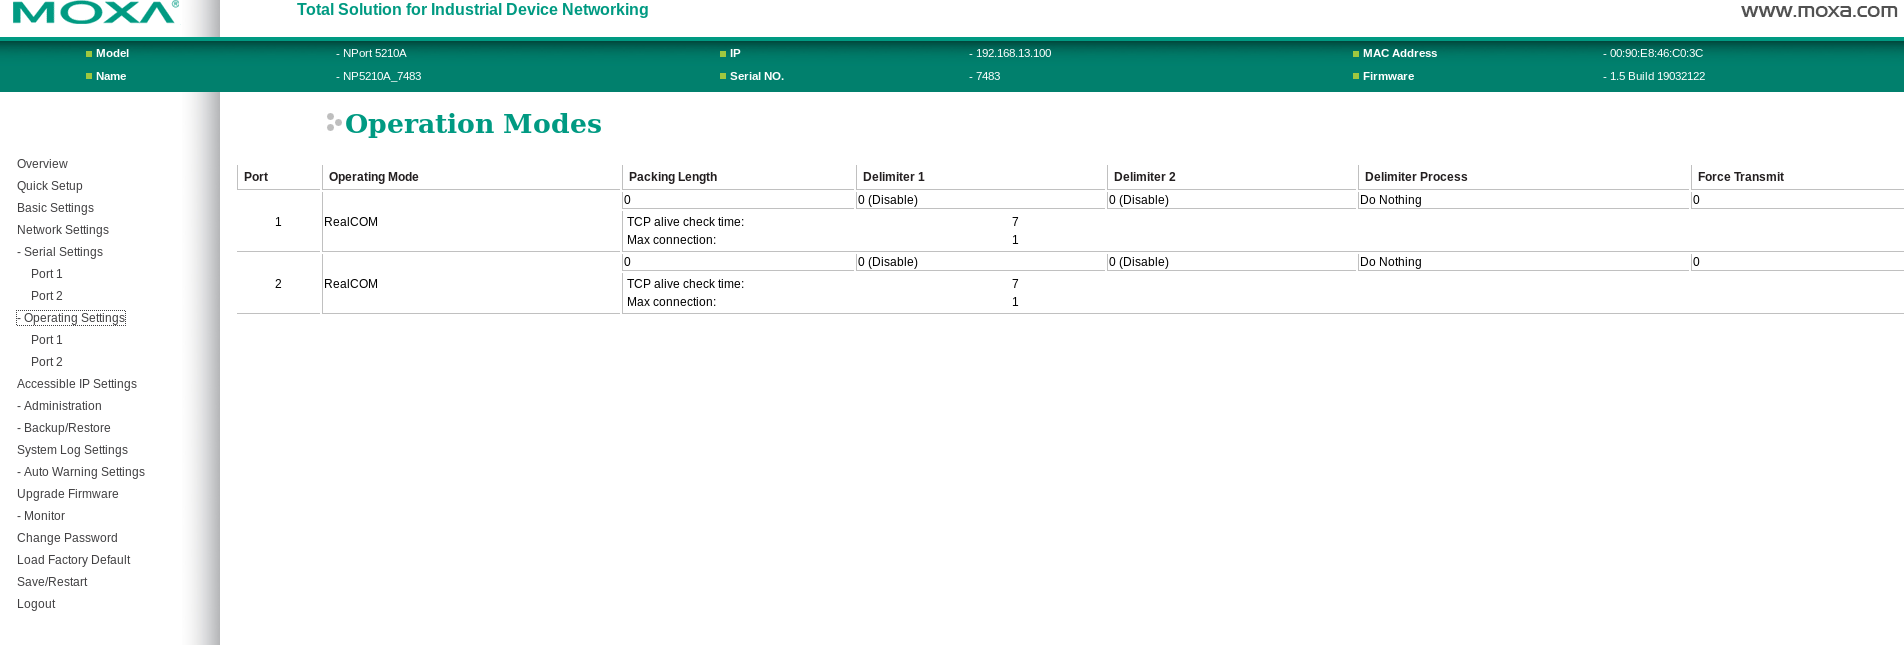 MOXA®
Total Solution for Industrial Device Networking
www.moxa.com
Model - NPort 5210A IP - 192.168.13.100 MAC Address - 00:90:E8:46:C0:3C
Name - NP5210A_7483 Serial NO. - 7483 Firmware - 1.5 Build 19032122
Operation Modes
Overview
Quick Setup
Basic Settings
Network Settings
- Serial Settings
Port 1
Port 2
- Operating Settings
Port 1
Port 2
Accessible IP Settings
- Administration
- Backup/Restore
System Log Settings
- Auto Warning Settings
Upgrade Firmware
- Monitor
Change Password
Load Factory Default
Save/Restart
Logout
Port Operating Mode Packing Length Delimiter 1 Delimiter 2 Delimiter Process Force Transmit
0 0 (Disable) 0 (Disable) Do Nothing 0
1 RealCOM TCP alive check time: 7
Max connection: 1
0 0 (Disable) 0 (Disable) Do Nothing 0
2 RealCOM TCP alive check time: 7
Max connection: 1